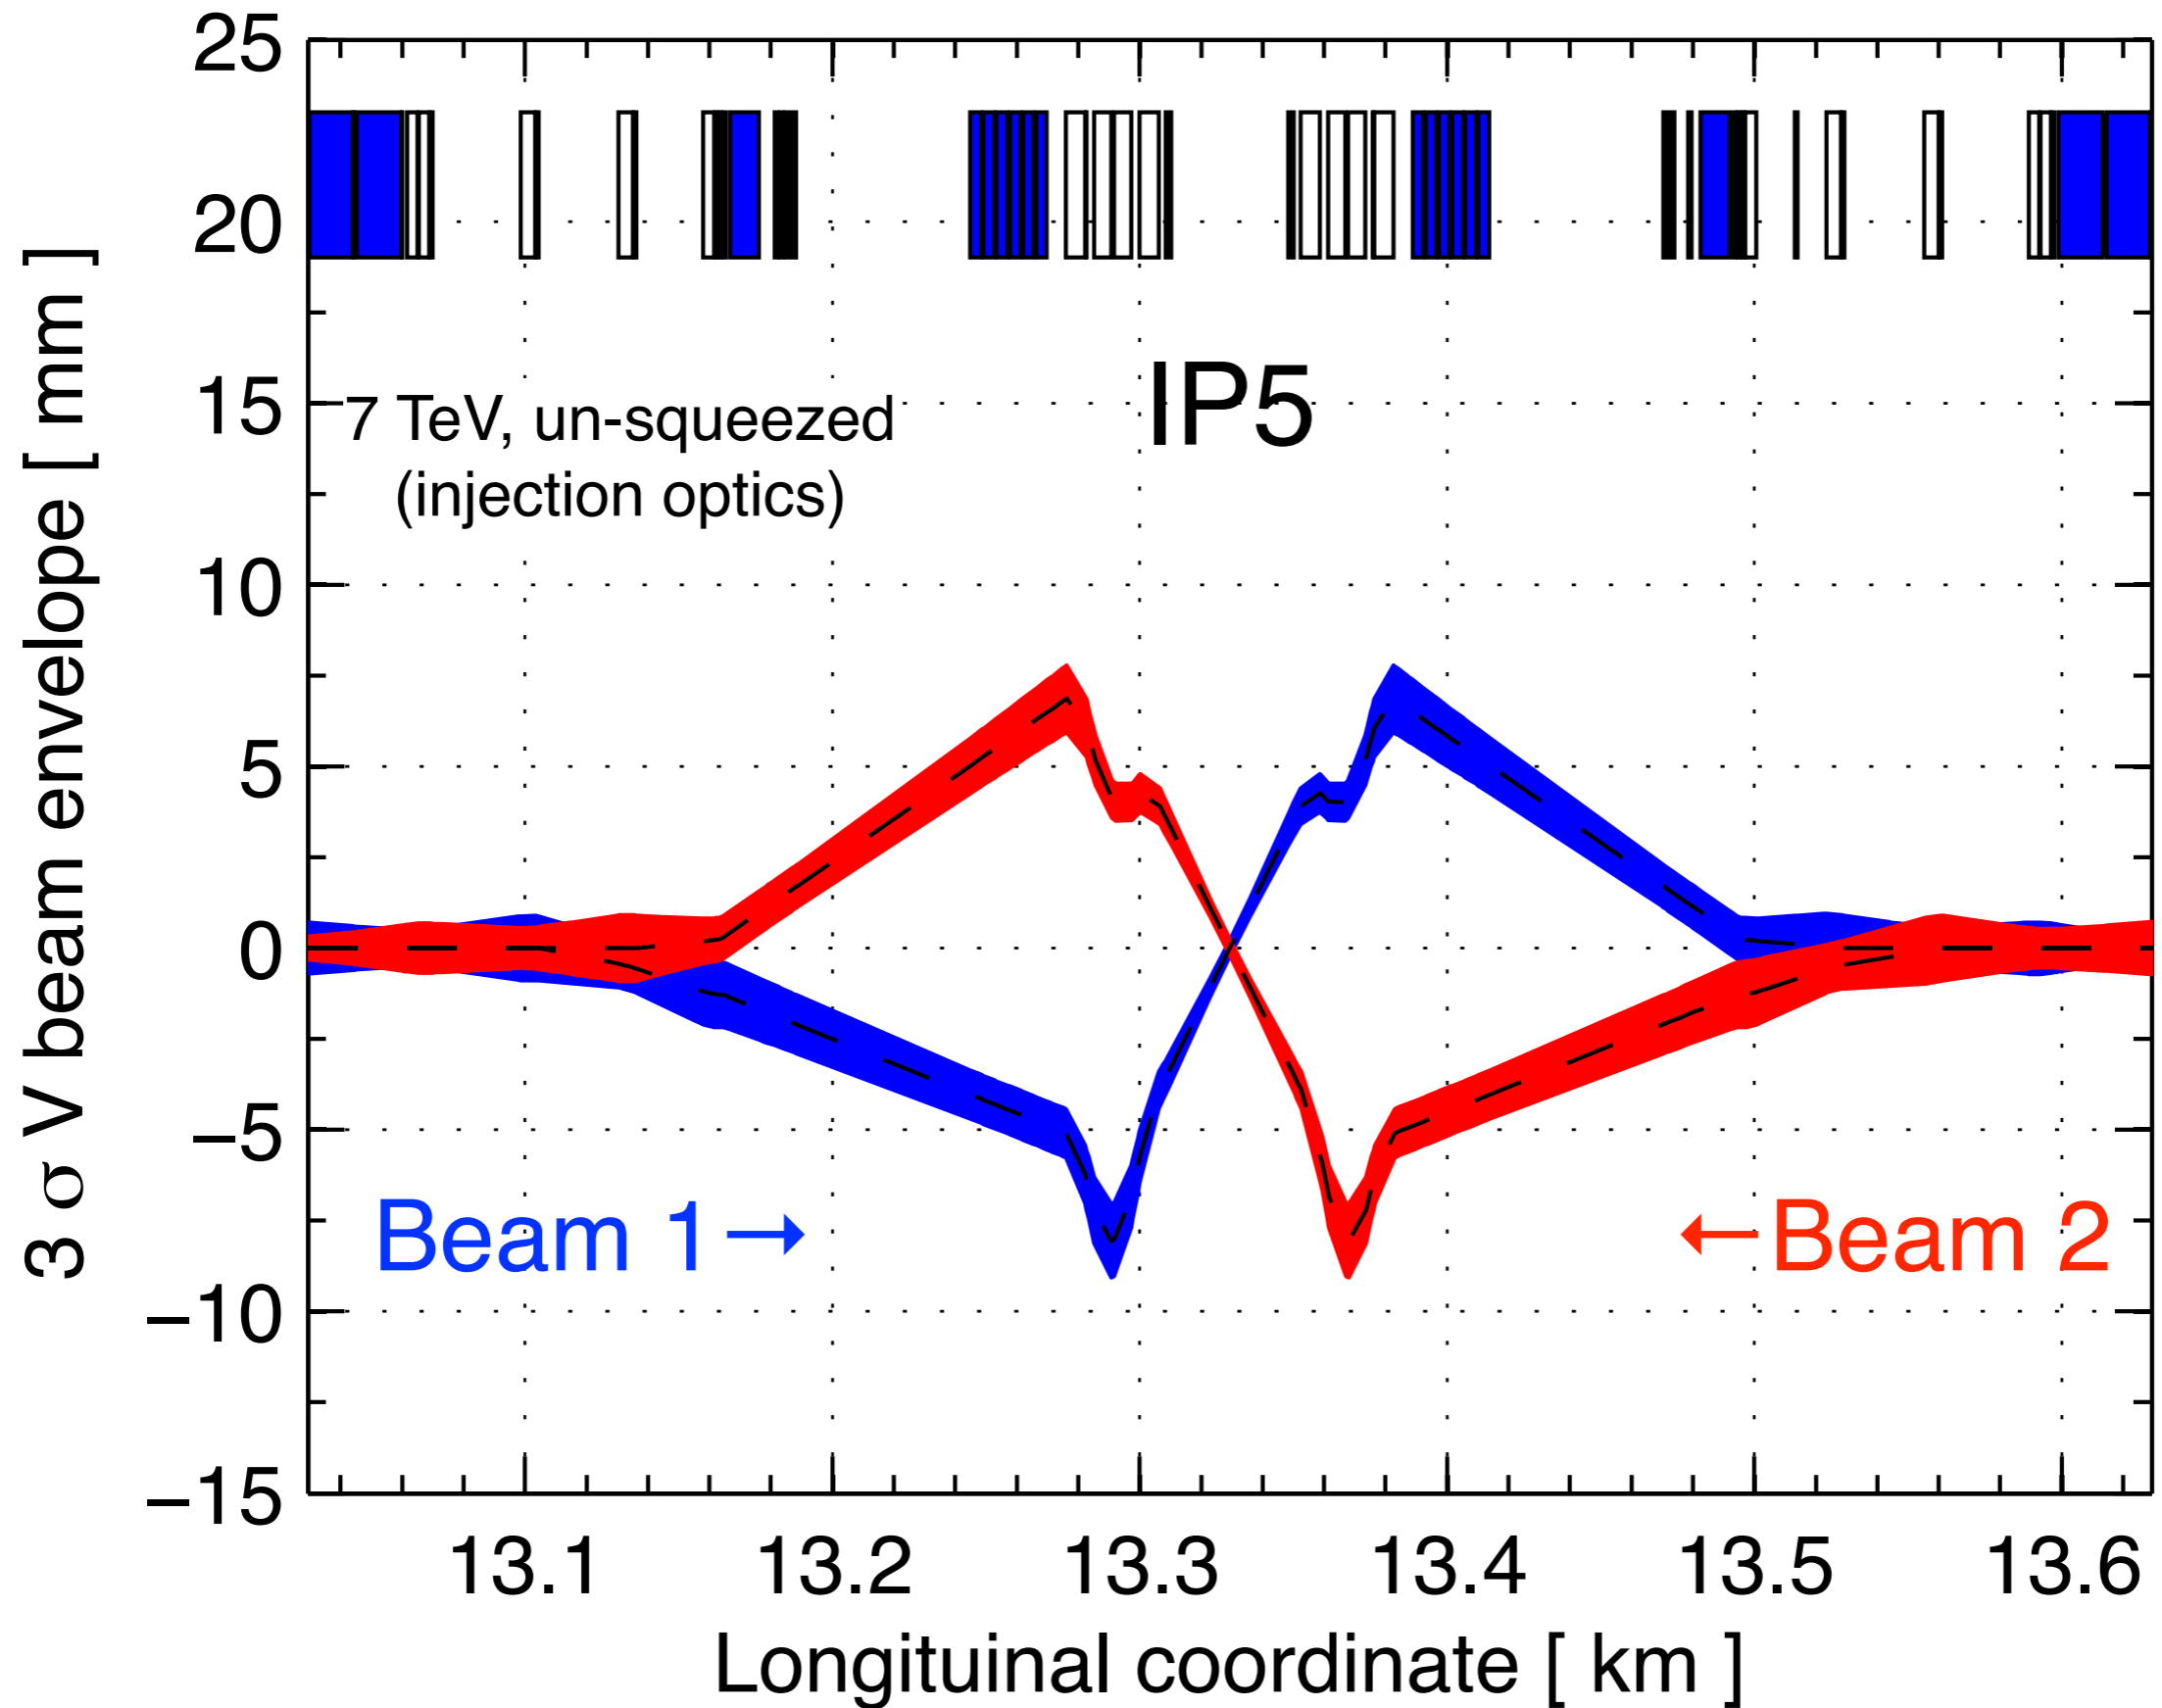 25
20
15
10
5
0
−5
−10
−15
3 σ V beam envelope [ mm ]
IP5
7 TeV, un-squeezed
(injection optics)
Beam 1→
←Beam 2
13.1 13.2 13.3 13.4 13.5 13.6
Longituinal coordinate [ km ]